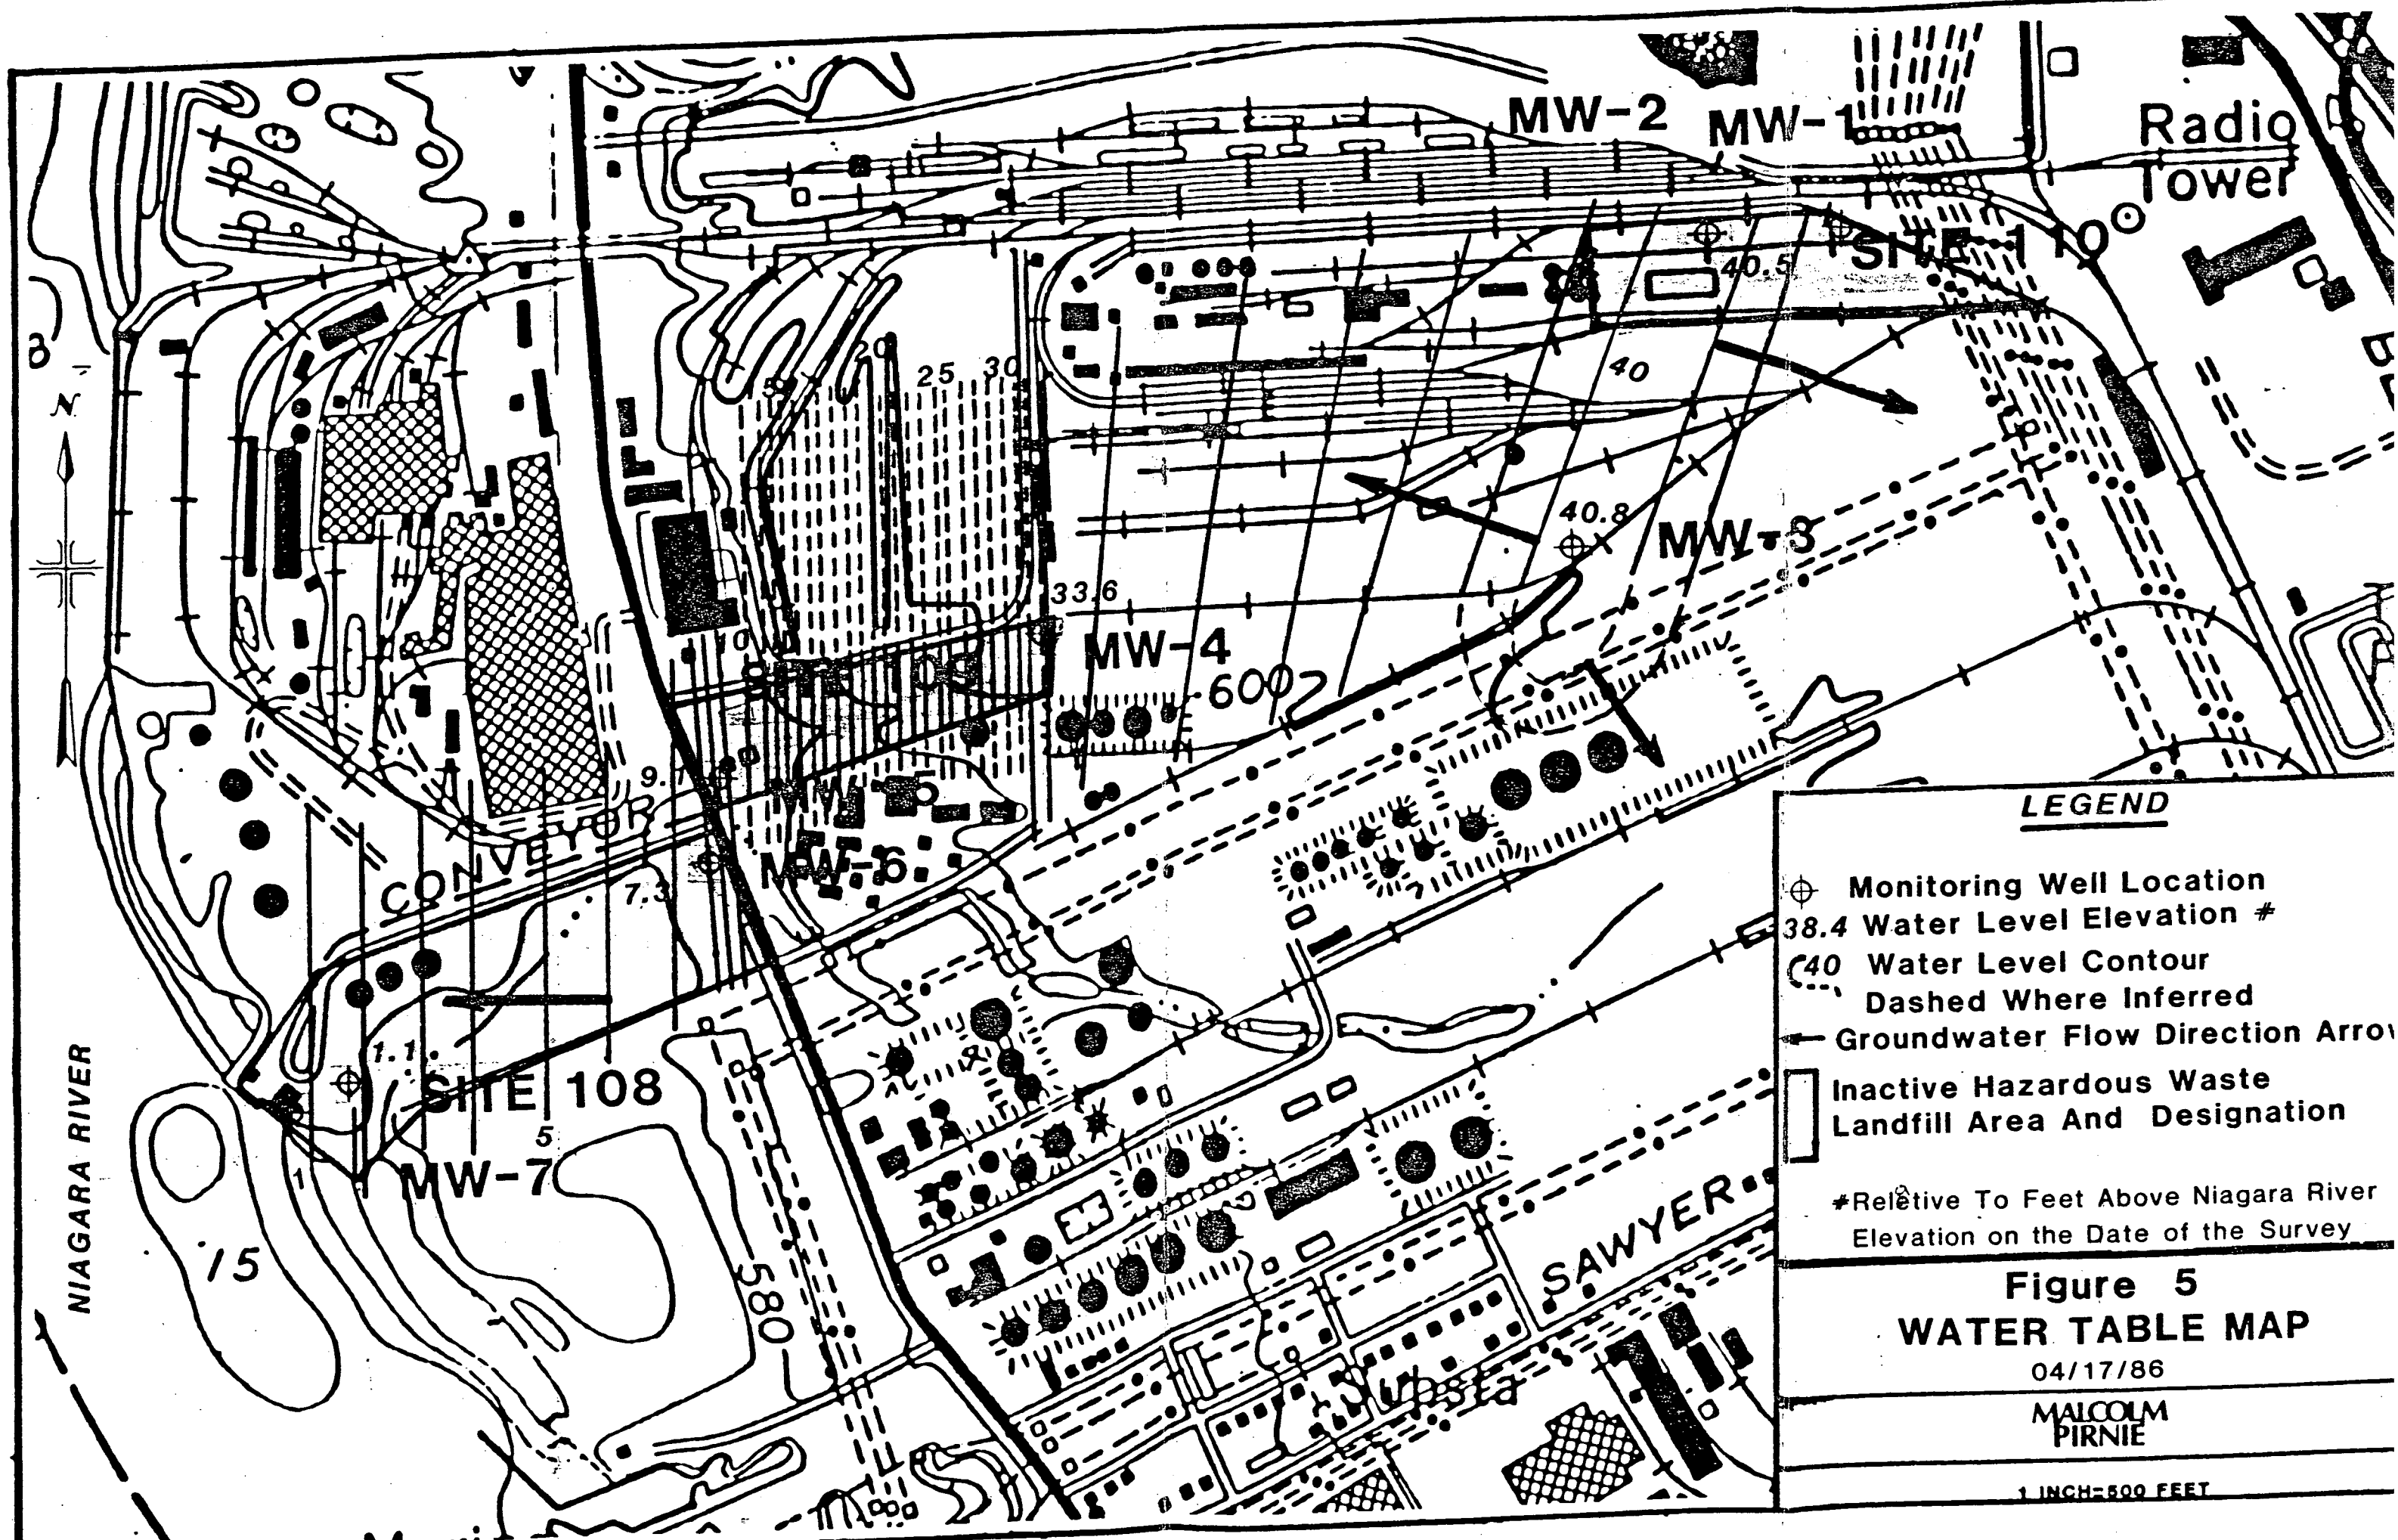 MW-2
MW-1
Radio
Tower
SITE 110
40.5
20
25
30
5
40
N
40.8
MW-3
33.6
MW-4
600
10
109
9.1
MW-5
CONVEYOR
MW-6
7.3
1.1
SITE 108
5
MW-7
1
NIAGARA RIVER
15
580
SAWYER
Substa
LEGEND
Monitoring Well Location
38.4 Water Level Elevation #
40 Water Level Contour
Dashed Where Inferred
Groundwater Flow Direction Arrow
Inactive Hazardous Waste
Landfill Area And Designation
#Reletive To Feet Above Niagara River
Elevation on the Date of the Survey
Figure 5
WATER TABLE MAP
04/17/86
MALCOLM
PIRNIE
1 INCH=500 FEET